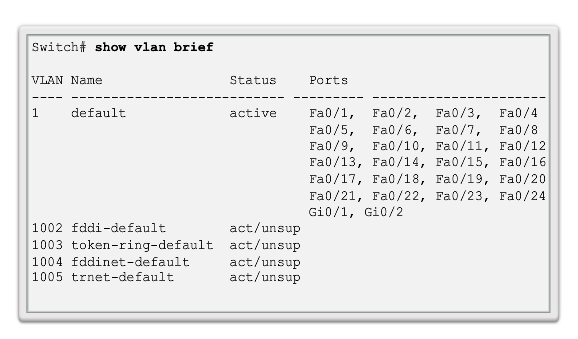 Switch# show vlan brief
VLAN Name Status Ports
---- -------------------------- --------- ----------------------
1 default active Fa0/1, Fa0/2, Fa0/3, Fa0/4
Fa0/5, Fa0/6, Fa0/7, Fa0/8
Fa0/9, Fa0/10, Fa0/11, Fa0/12
Fa0/13, Fa0/14, Fa0/15, Fa0/16
Fa0/17, Fa0/18, Fa0/19, Fa0/20
Fa0/21, Fa0/22, Fa0/23, Fa0/24
Gi0/1, Gi0/2
1002 fddi-default act/unsup
1003 token-ring-default act/unsup
1004 fddinet-default act/unsup
1005 trnet-default act/unsup